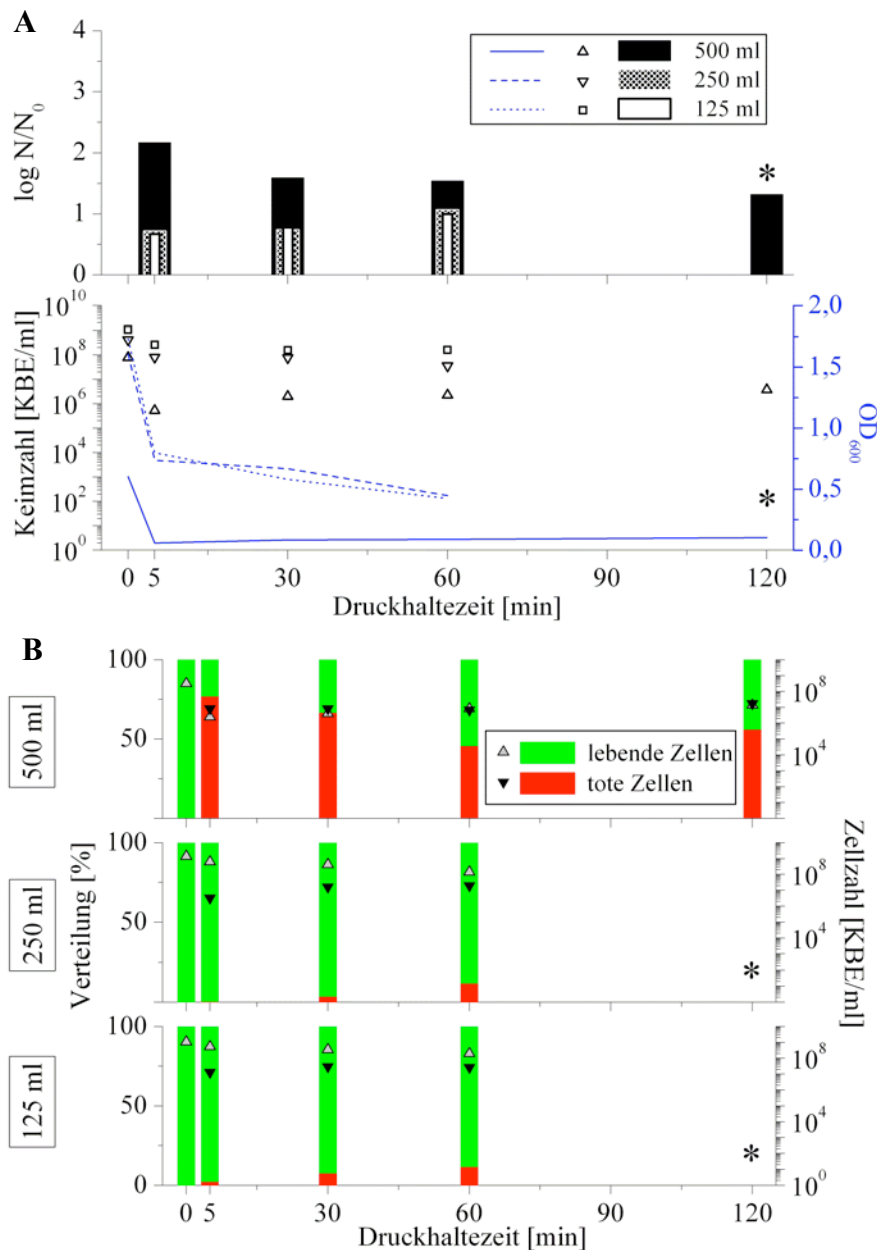 A
log N/N0
4
3
2
1
0
500 ml
250 ml
125 ml
*
Keimzahl [KBE/ml]
10^10
10^8
10^6
10^4
10^2
10^0
2,0
1,5
1,0
0,5
0,0
OD600
*
0 5 30 60 90 120
Druckhaltezeit [min]
B
500 ml
100
50
10^8
10^4
lebende Zellen
tote Zellen
250 ml
Verteilung [%]
100
50
10^8
10^4
Zellzahl [KBE/ml]
*
125 ml
100
50
0
10^8
10^4
10^0
*
0 5 30 60 90 120
Druckhaltezeit [min]